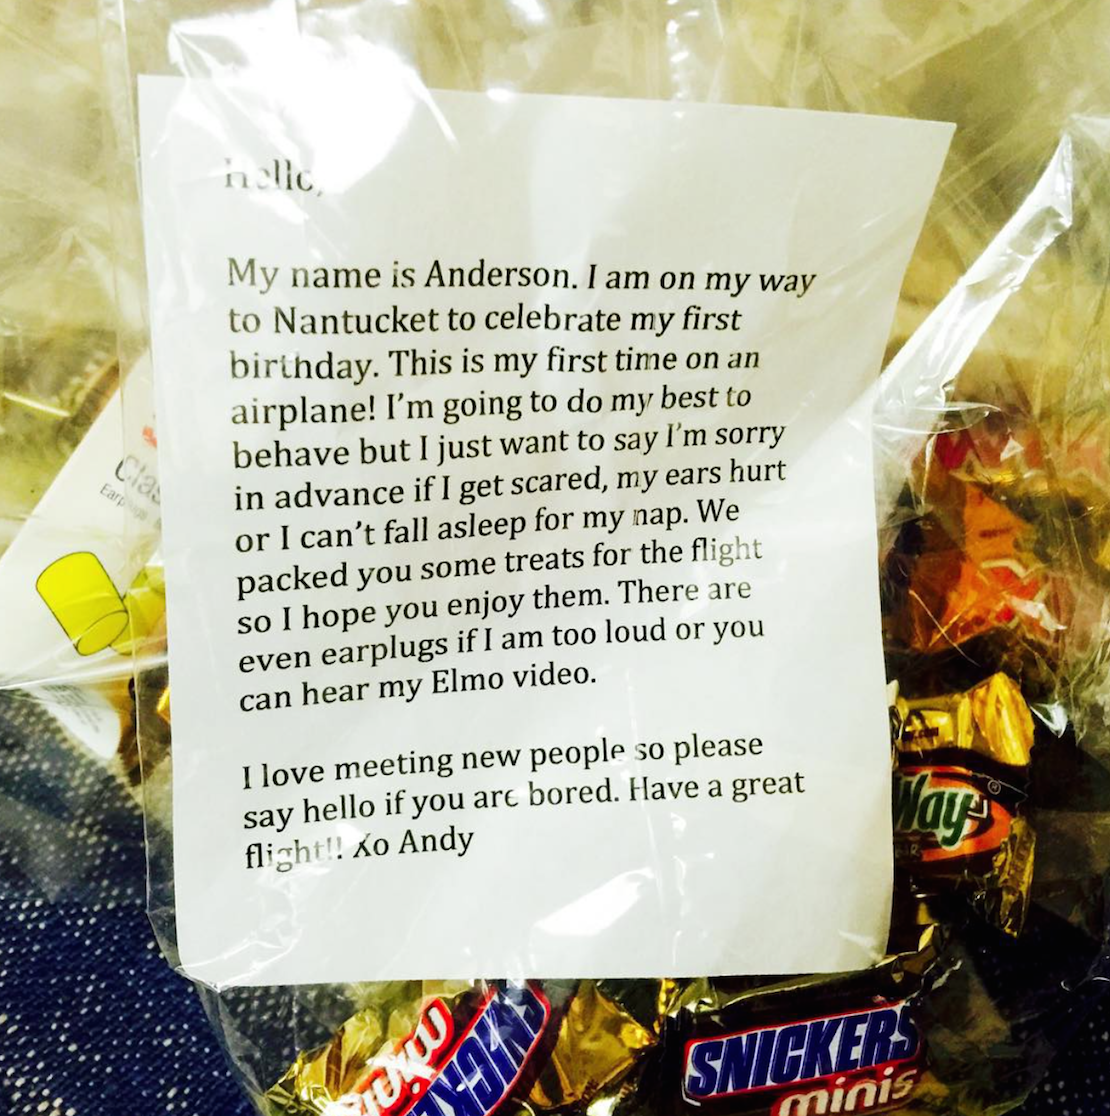 Hello,
My name is Anderson. I am on my way
to Nantucket to celebrate my first
birthday. This is my first time on an
airplane! I'm going to do my best to
behave but I just want to say I'm sorry
in advance if I get scared, my ears hurt
or I can't fall asleep for my nap. We
packed you some treats for the flight
so I hope you enjoy them. There are
even earplugs if I am too loud or you
can hear my Elmo video.
I love meeting new people so please
say hello if you are bored. Have a great
flight!! Xo Andy
Way
SNICKERS
minis
minis